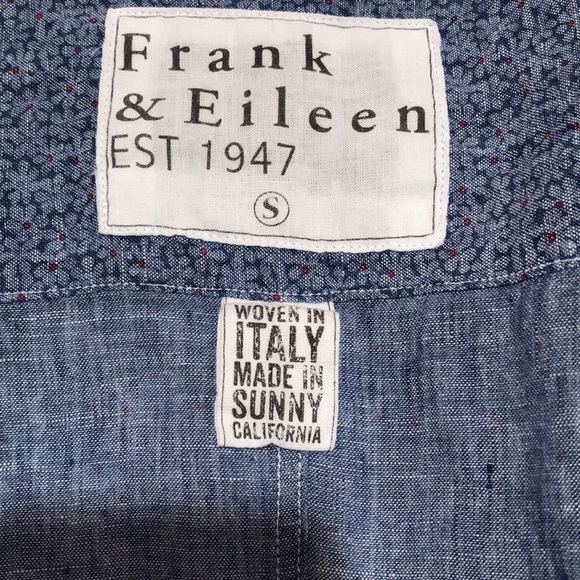 Frank
& Eileen
EST 1947
S
WOVEN IN
ITALY
MADE IN
SUNNY
CALIFORNIA